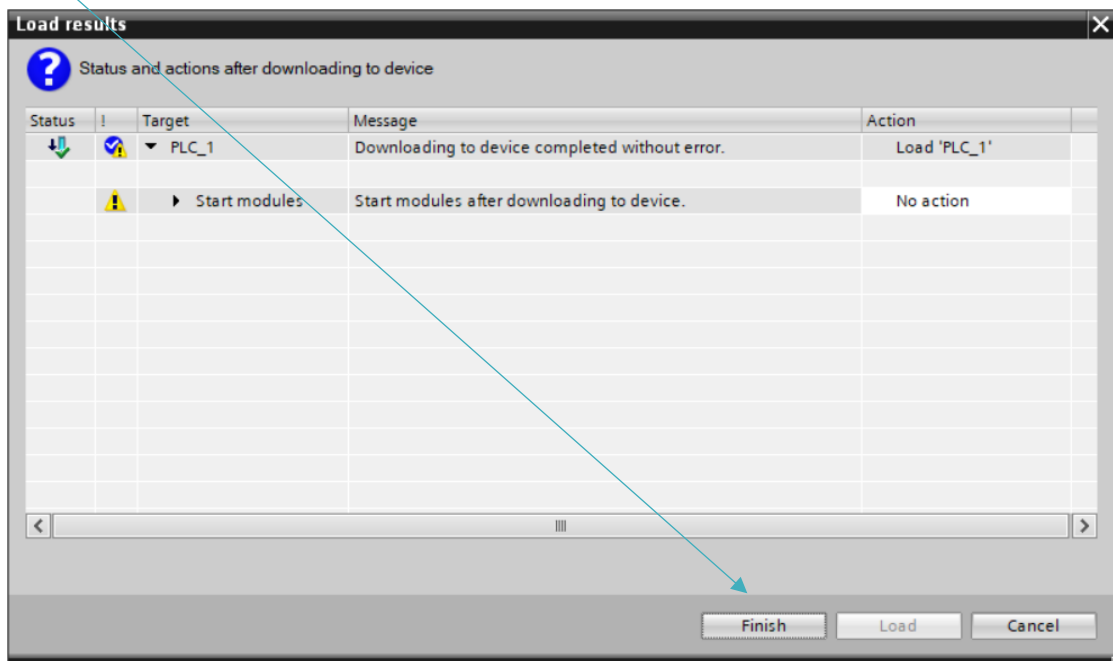 Load results
Status and actions after downloading to device
Status ! Target Message Action
PLC_1 Downloading to device completed without error. Load 'PLC_1'
Start modules Start modules after downloading to device. No action
Finish Load Cancel